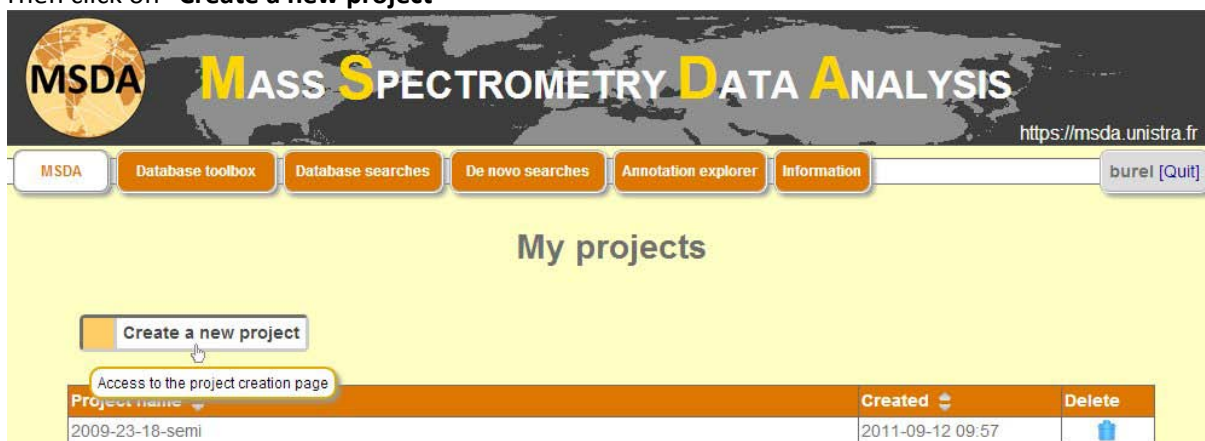 Then click on "Create a new project"
MSDA
MASS SPECTROMETRY DATA ANALYSIS
https://msda.unistra.fr
MSDA Database toolbox Database searches De novo searches Annotation explorer Information burel [Quit]
My projects
Create a new project
Access to the project creation page
Project name Created Delete
2009-23-18-semi 2011-09-12 09:57